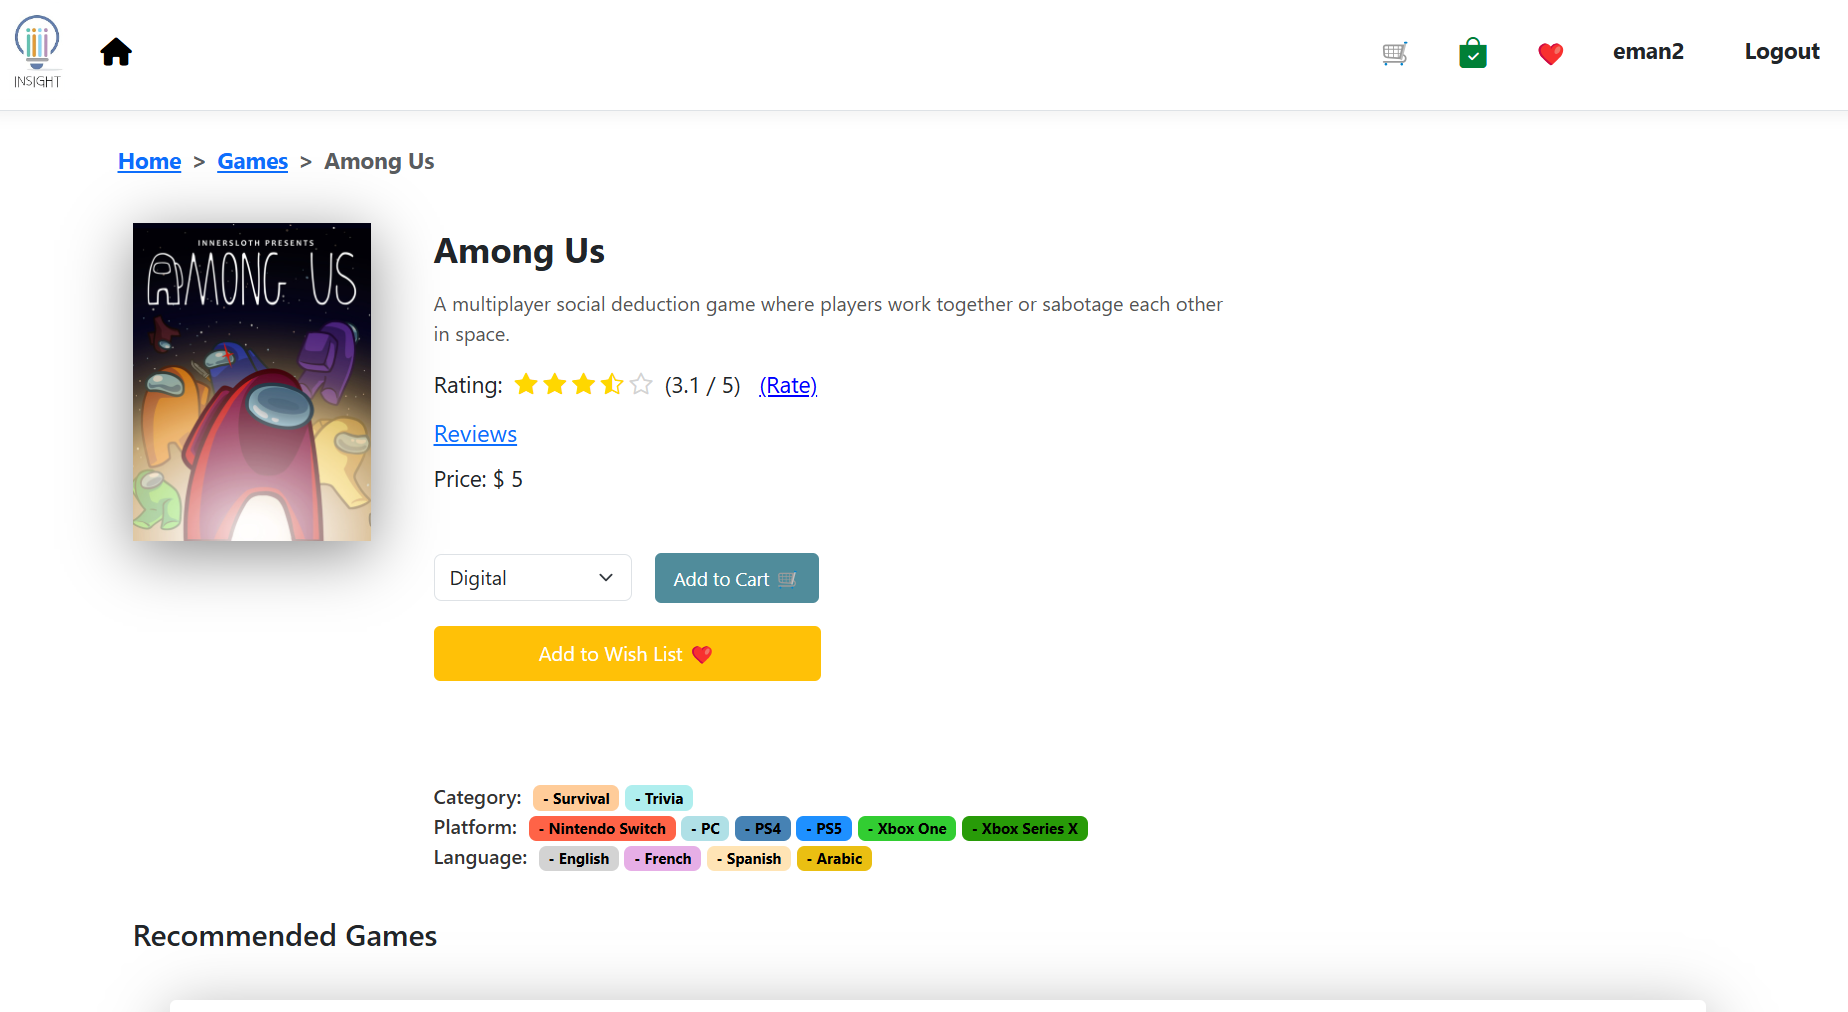 INSIGHT
eman2 Logout
Home > Games > Among Us
INNERSLOTH PRESENTS
AMONG US
Among Us
A multiplayer social deduction game where players work together or sabotage each other
in space.
Rating: (3.1 / 5) (Rate)
Reviews
Price: $ 5
Digital
Add to Cart
Add to Wish List
Category: - Survival - Trivia
Platform: - Nintendo Switch - PC - PS4 - PS5 - Xbox One - Xbox Series X
Language: - English - French - Spanish - Arabic
Recommended Games